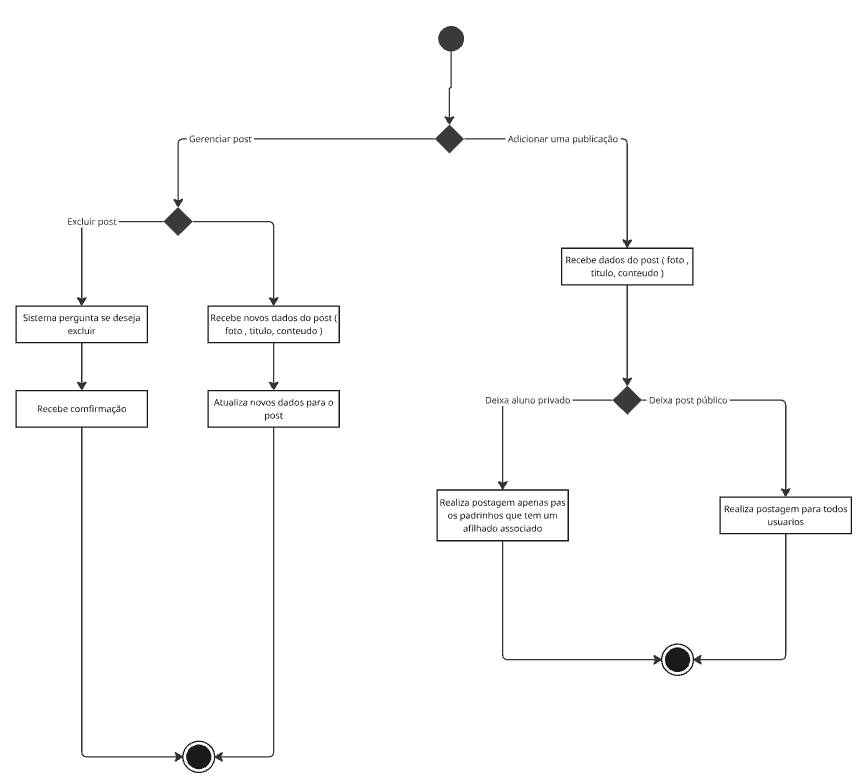 Gerenciar post
Adicionar uma publicação
Excluir post
Recebe dados do post ( foto ,
titulo, conteudo )
Sistema pergunta se deseja
excluir
Recebe novos dados do post (
foto , titulo, conteudo )
Recebe comfirmação
Atualiza novos dados para o
post
Deixa aluno privado
Deixa post público
Realiza postagem apenas pas
os padrinhos que tem um
afilhado associado
Realiza postagem para todos
usuarios